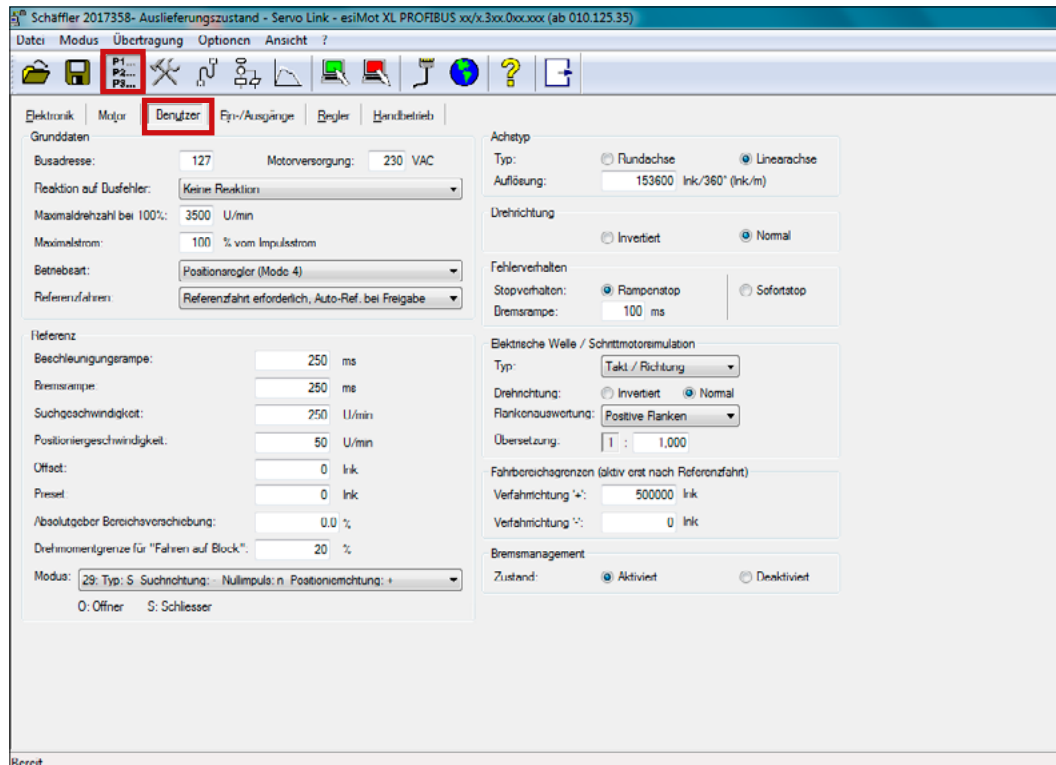 Schäffler 2017358- Auslieferungszustand - Servo Link - esiMot XL PROFIBUS xx/x.3xx.0xx.xxx (ab 010.125.35)
Datei Modus Übertragung Optionen Ansicht ?
P1...
P2...
P3...
Elektronik Motor Benutzer Ein-/Ausgänge Regler Handbetrieb
Grunddaten
Busadresse: 127 Motorversorgung: 230 VAC
Reaktion auf Busfehler: Keine Reaktion
Maximaldrehzahl bei 100%: 3500 U/min
Maximalstrom: 100 % vom Impulsstrom
Betriebsart: Positionsregler (Mode 4)
Referenzfahren: Referenzfahrt erforderlich, Auto-Ref. bei Freigabe
Referenz
Beschleunigungsrampe: 250 ms
Bremsrampe: 250 ms
Suchgeschwindigkeit: 250 U/min
Positioniergeschwindigkeit: 50 U/min
Offset: 0 Ink
Preset: 0 Ink
Absolutgeber Bereichsverschiebung: 0.0 %
Drehmomentgrenze für "Fahren auf Block": 20 %
Modus: 29: Typ: S Suchrichtung: - Nullimpuls: n Positionierrichtung: +
O: Öffner S: Schliesser
Achstyp
Typ: Rundachse Linearachse
Auflösung: 153600 Ink/360° (Ink/m)
Drehrichtung
Invertiert Normal
Fehlerverhalten
Stopverhalten: Rampenstop Sofortstop
Bremsrampe: 100 ms
Elektrische Welle / Schrittmotorsimulation
Typ: Takt / Richtung
Drehrichtung: Invertiert Normal
Flankenauswertung: Positive Flanken
Übersetzung: 1 : 1,000
Fahrbereichsgrenzen (aktiv erst nach Referenzfahrt)
Verfahrrichtung '+': 500000 Ink
Verfahrrichtung '-': 0 Ink
Bremsmanagement
Zustand: Aktiviert Deaktiviert
Bereit